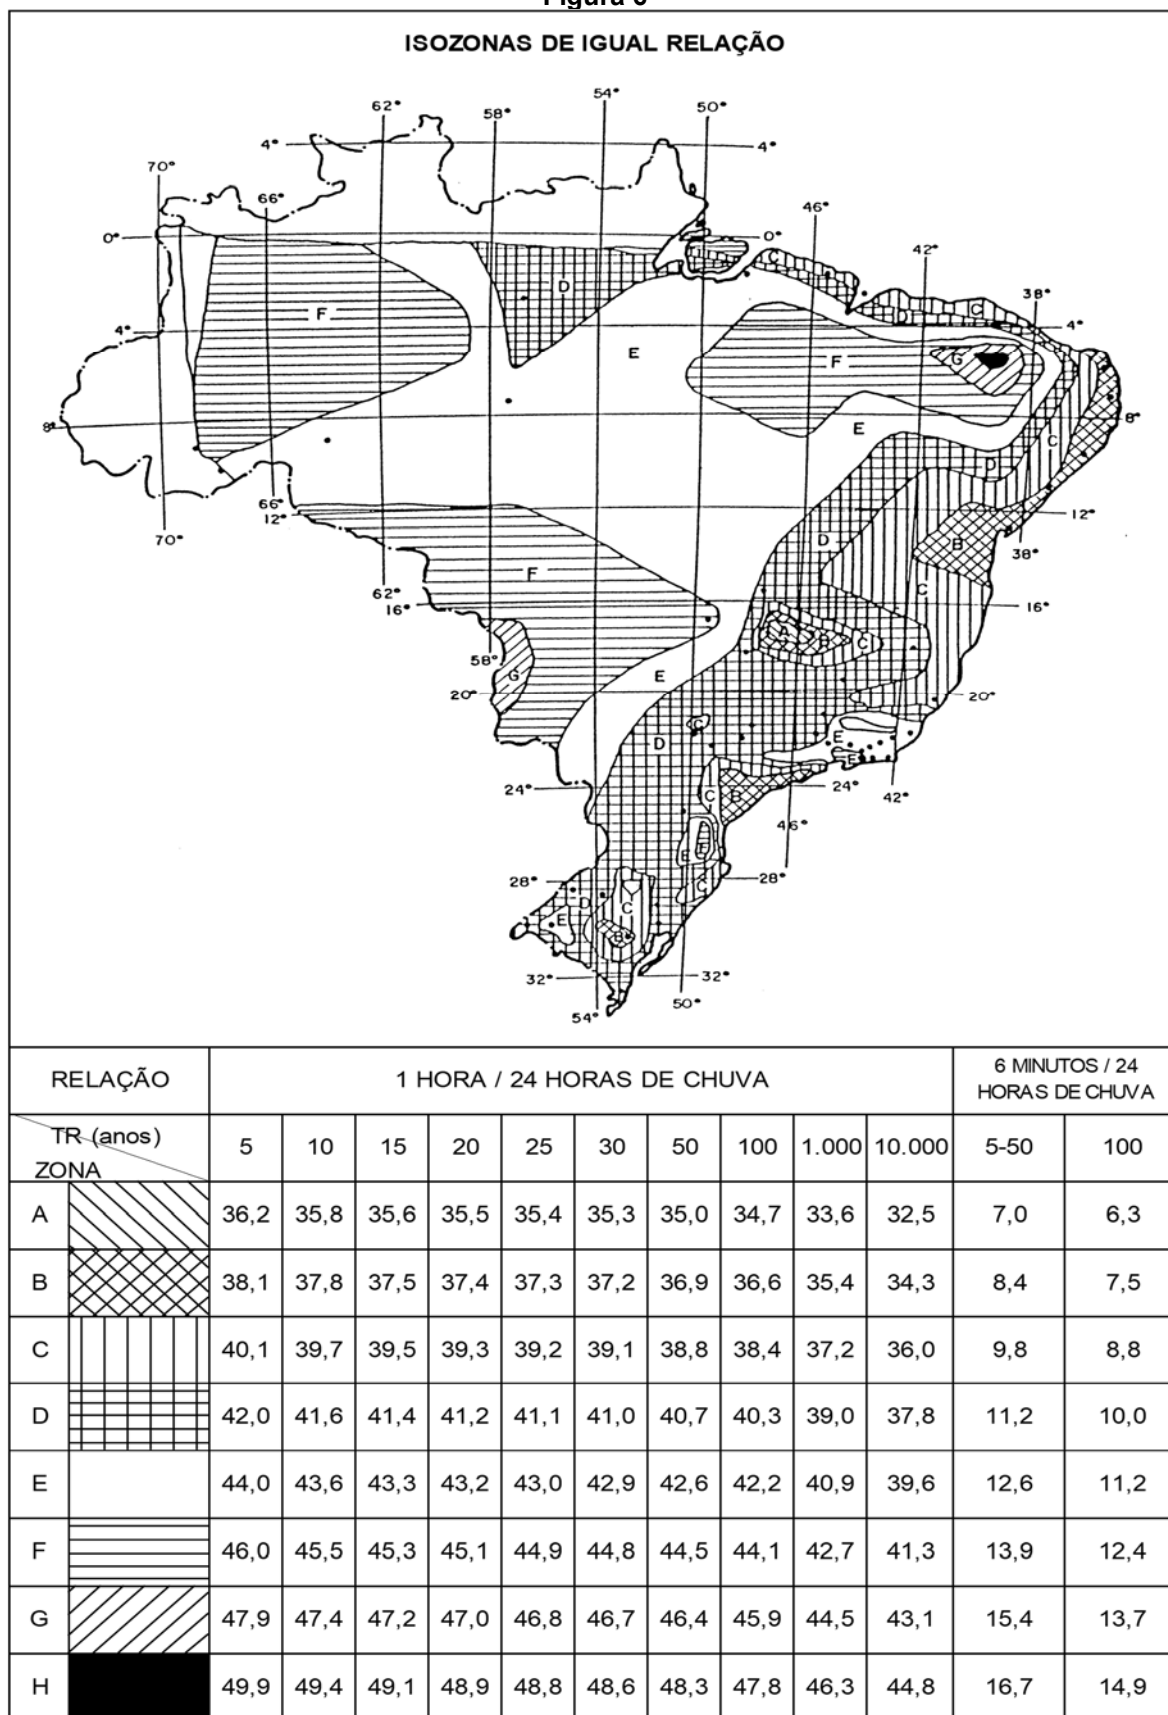 Figura 6
ISOZONAS DE IGUAL RELAÇÃO
54°
62°
58°
50°
4°
4°
70°
66°
46°
0°
0°
42°
C
D
38°
C
F
D
4°
4°
E
F
G
8°
8°
E
C
D
66°
12°
12°
70°
D
B
38°
F
C
62°
16°
16°
A
B
C
58°
E
G
20°
20°
C
D
E
E
24°
C
B
24°
42°
46°
F
E
28°
28°
C
D
C
E
B
32°
32°
50°
54°
RELAÇÃO 1 HORA / 24 HORAS DE CHUVA 6 MINUTOS / 24 HORAS DE CHUVA
TR (anos) 5 10 15 20 25 30 50 100 1.000 10.000 5-50 100
ZONA
A 36,2 35,8 35,6 35,5 35,4 35,3 35,0 34,7 33,6 32,5 7,0 6,3
B 38,1 37,8 37,5 37,4 37,3 37,2 36,9 36,6 35,4 34,3 8,4 7,5
C 40,1 39,7 39,5 39,3 39,2 39,1 38,8 38,4 37,2 36,0 9,8 8,8
D 42,0 41,6 41,4 41,2 41,1 41,0 40,7 40,3 39,0 37,8 11,2 10,0
E 44,0 43,6 43,3 43,2 43,0 42,9 42,6 42,2 40,9 39,6 12,6 11,2
F 46,0 45,5 45,3 45,1 44,9 44,8 44,5 44,1 42,7 41,3 13,9 12,4
G 47,9 47,4 47,2 47,0 46,8 46,7 46,4 45,9 44,5 43,1 15,4 13,7
H 49,9 49,4 49,1 48,9 48,8 48,6 48,3 47,8 46,3 44,8 16,7 14,9